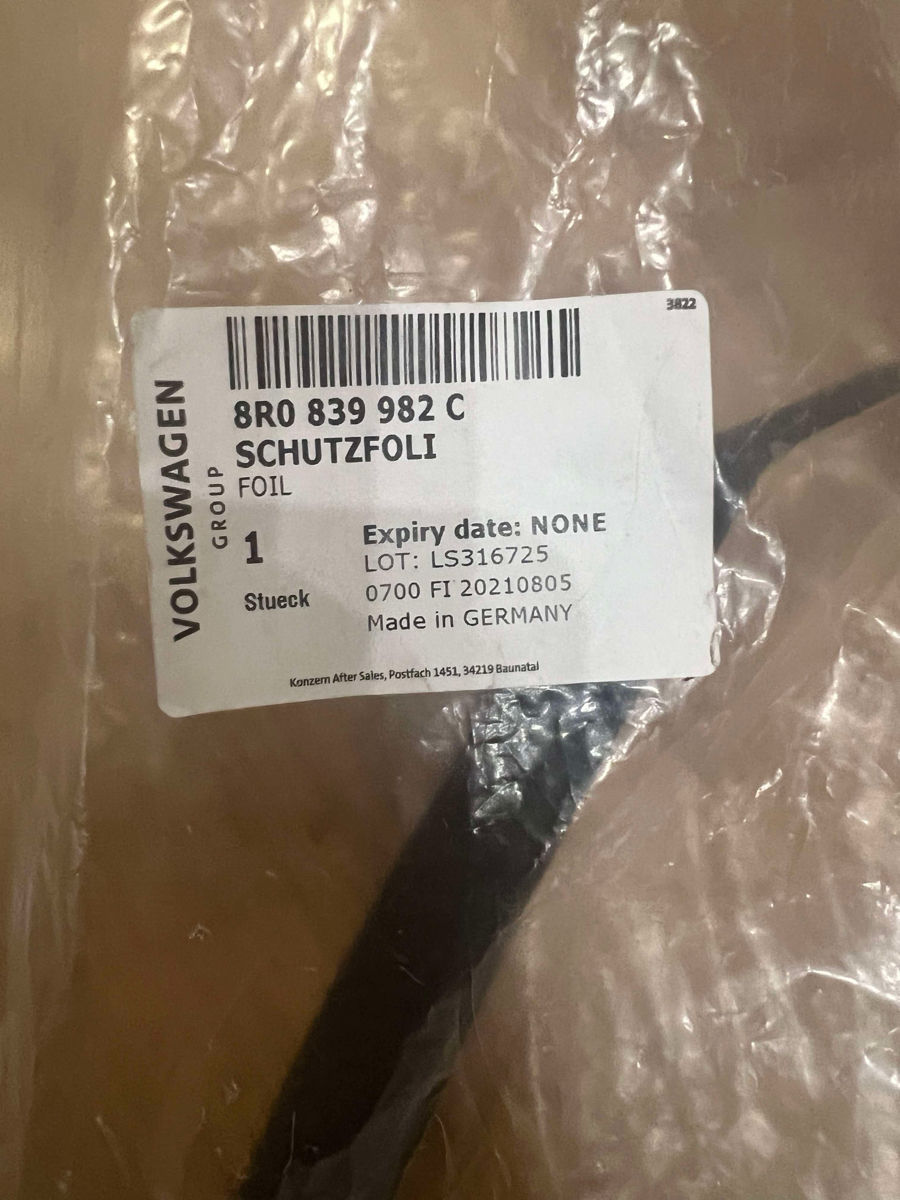 3822
8R0 839 982 C
SCHUTZFOLI
FOIL
VOLKSWAGEN
GROUP
1
Stueck
Expiry date: NONE
LOT: LS316725
0700 FI 20210805
Made in GERMANY
Konzern After Sales, Postfach 1451, 34219 Baunatal